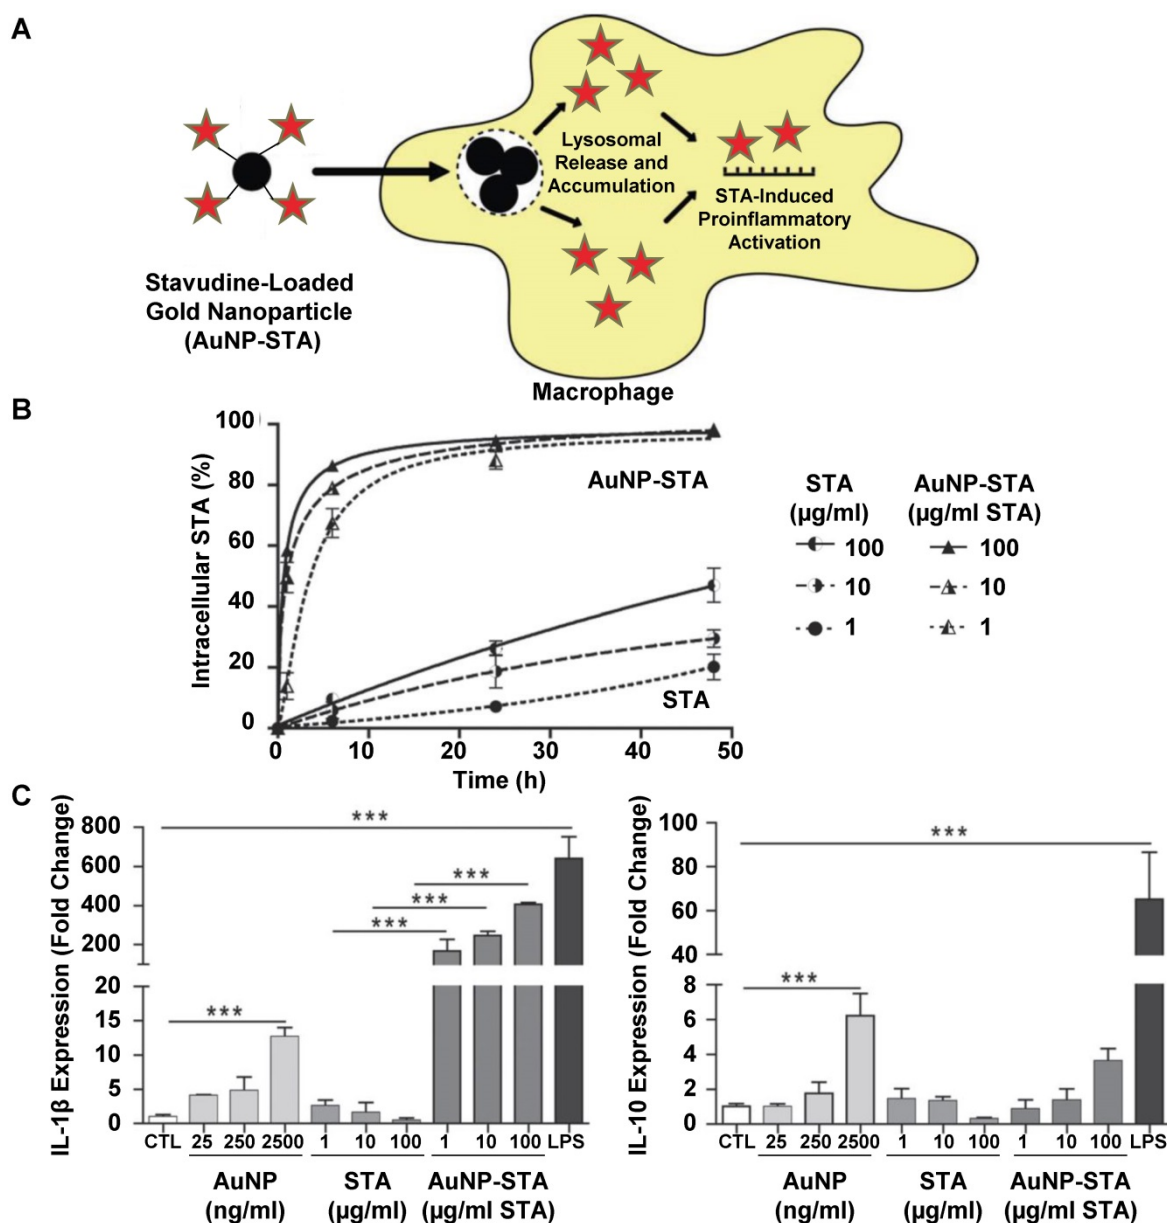 A
Stavudine-Loaded
Gold Nanoparticle
(AuNP-STA)
Lysosomal
Release and
Accumulation
STA-Induced
Proinflammatory
Activation
Macrophage
B
Intracellular STA (%)
100
80
60
40
20
0
0
10
20
30
40
50
Time (h)
AuNP-STA
STA
STA
(µg/ml)
100
10
1
AuNP-STA
(µg/ml STA)
100
10
1
C
IL-1β Expression (Fold Change)
800
600
400
200
20
15
10
5
0
***
***
***
***
***
CTL 25 250 2500 1 10 100 1 10 100 LPS
AuNP
(ng/ml)
STA
(µg/ml)
AuNP-STA
(µg/ml STA)
IL-10 Expression (Fold Change)
100
80
60
40
8
6
4
2
0
***
***
CTL 25 250 2500 1 10 100 1 10 100 LPS
AuNP
(ng/ml)
STA
(µg/ml)
AuNP-STA
(µg/ml STA)